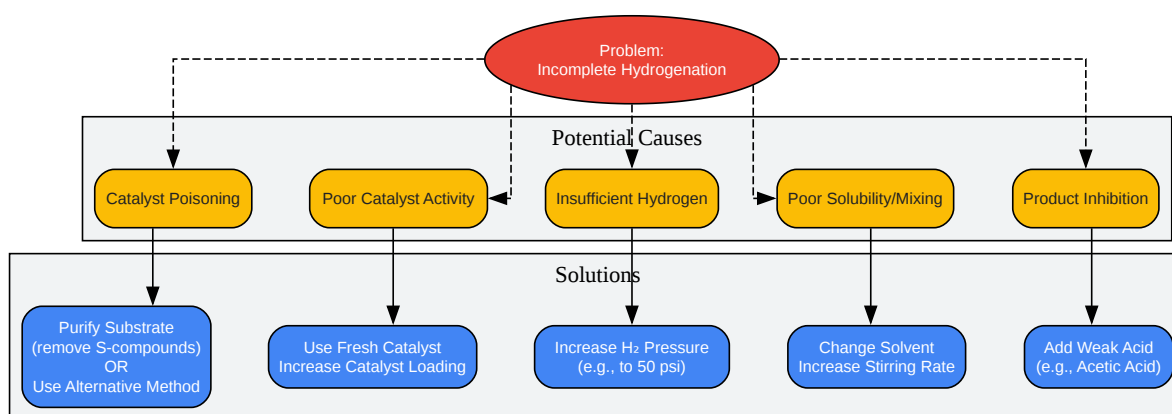 Problem:
Incomplete Hydrogenation
Potential Causes
Catalyst Poisoning
Poor Catalyst Activity
Insufficient Hydrogen
Poor Solubility/Mixing
Product Inhibition
Solutions
Purify Substrate
(remove S-compounds)
OR
Use Alternative Method
Use Fresh Catalyst
Increase Catalyst Loading
Increase H₂ Pressure
(e.g., to 50 psi)
Change Solvent
Increase Stirring Rate
Add Weak Acid
(e.g., Acetic Acid)